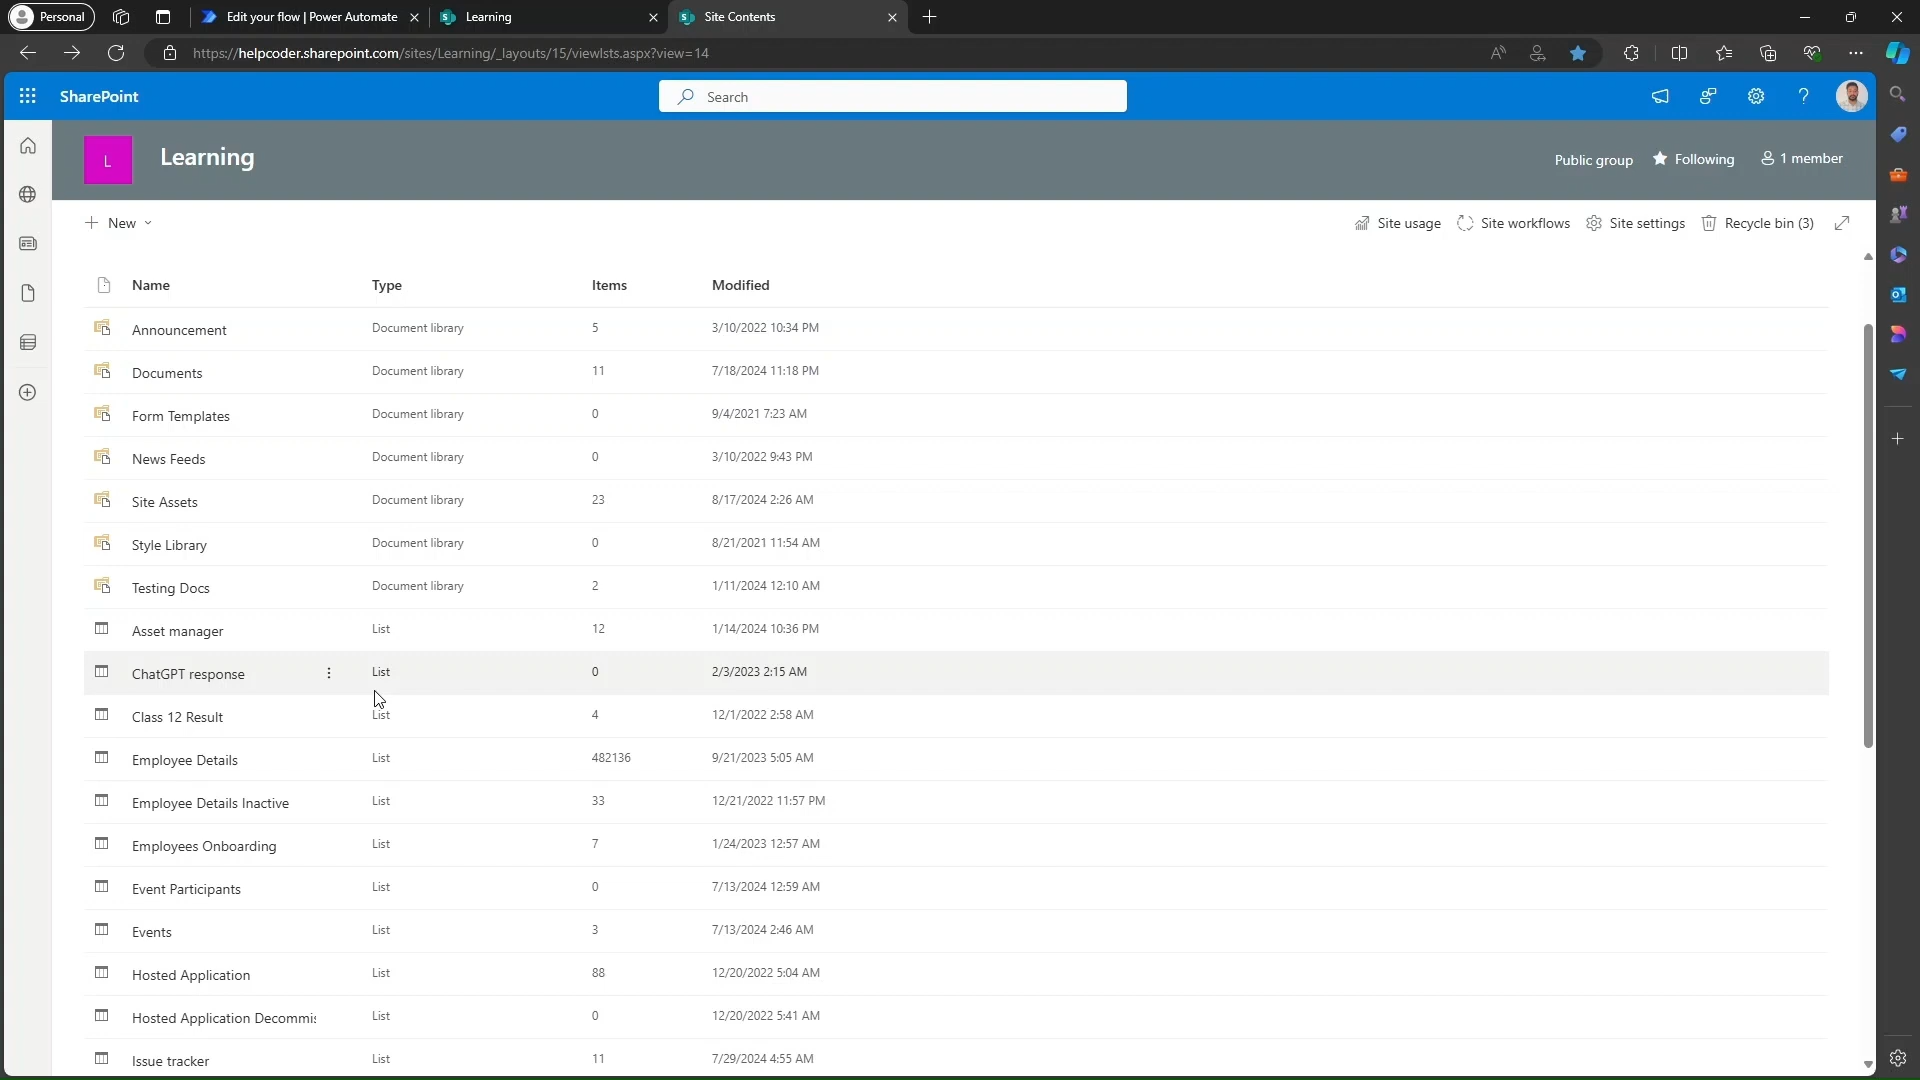 Personal
Edit your flow | Power Automate
Learning
Site Contents
https://helpcoder.sharepoint.com/sites/Learning/_layouts/15/viewlsts.aspx?view=14
SharePoint
Search
L
Learning
Public group
Following
1 member
New
Site usage
Site workflows
Site settings
Recycle bin (3)
Name Type Items Modified
Announcement Document library 5 3/10/2022 10:34 PM
Documents Document library 11 7/18/2024 11:18 PM
Form Templates Document library 0 9/4/2021 7:23 AM
News Feeds Document library 0 3/10/2022 9:43 PM
Site Assets Document library 23 8/17/2024 2:26 AM
Style Library Document library 0 8/21/2021 11:54 AM
Testing Docs Document library 2 1/11/2024 12:10 AM
Asset manager List 12 1/14/2024 10:36 PM
ChatGPT response List 0 2/3/2023 2:15 AM
Class 12 Result List 4 12/1/2022 2:58 AM
Employee Details List 482136 9/21/2023 5:05 AM
Employee Details Inactive List 33 12/21/2022 11:57 PM
Employees Onboarding List 7 1/24/2023 12:57 AM
Event Participants List 0 7/13/2024 12:59 AM
Events List 3 7/13/2024 2:46 AM
Hosted Application List 88 12/20/2022 5:04 AM
Hosted Application Decommis List 0 12/20/2022 5:41 AM
Issue tracker List 11 7/29/2024 4:55 AM